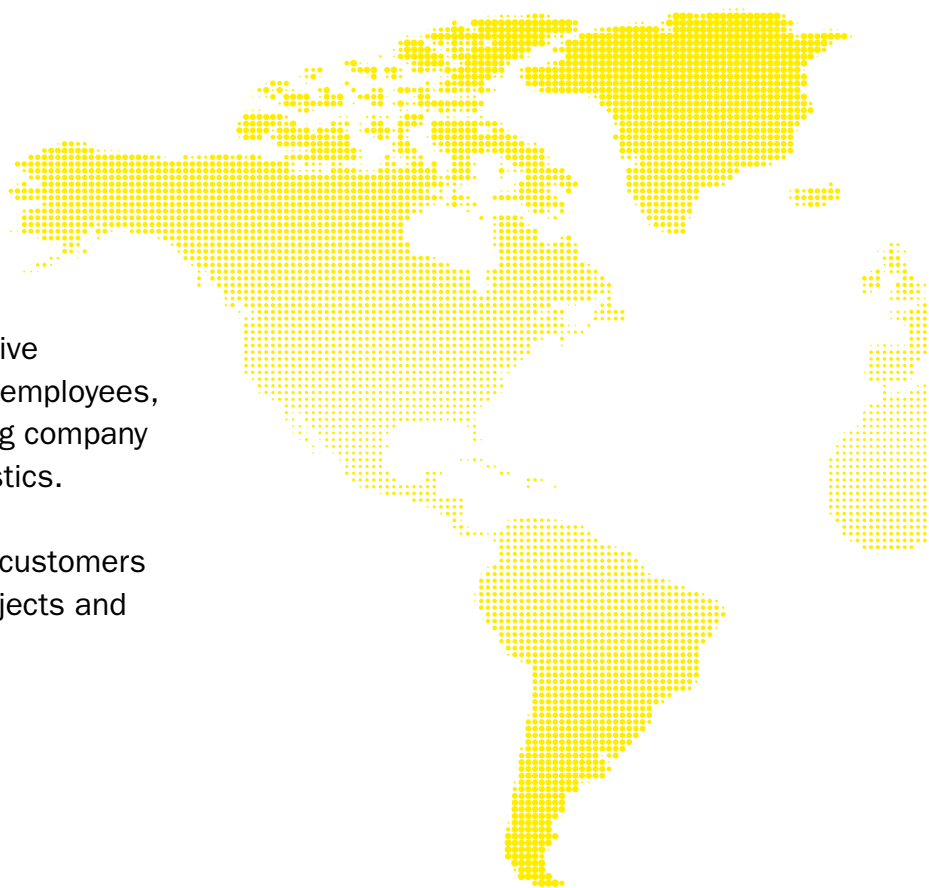 ive
employees,
g company
stics.
customers
jects and